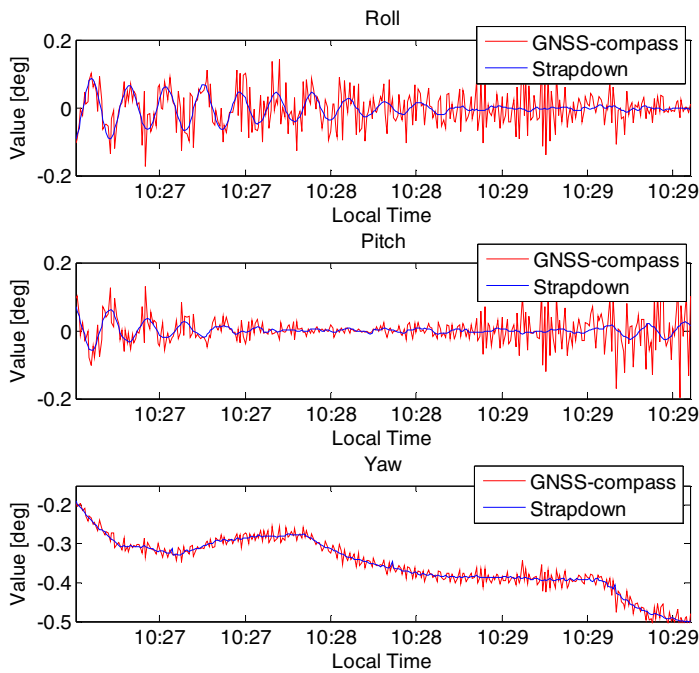 Roll
0.2
0
-0.2
Value [deg]
GNSS-compass
Strapdown
10:27 10:27 10:28 10:28 10:29 10:29 10:29
Local Time
Pitch
0.2
0
-0.2
Value [deg]
GNSS-compass
Strapdown
10:27 10:27 10:28 10:28 10:29 10:29 10:29
Local Time
Yaw
-0.2
-0.3
-0.4
-0.5
Value [deg]
GNSS-compass
Strapdown
10:27 10:27 10:28 10:28 10:29 10:29 10:29
Local Time